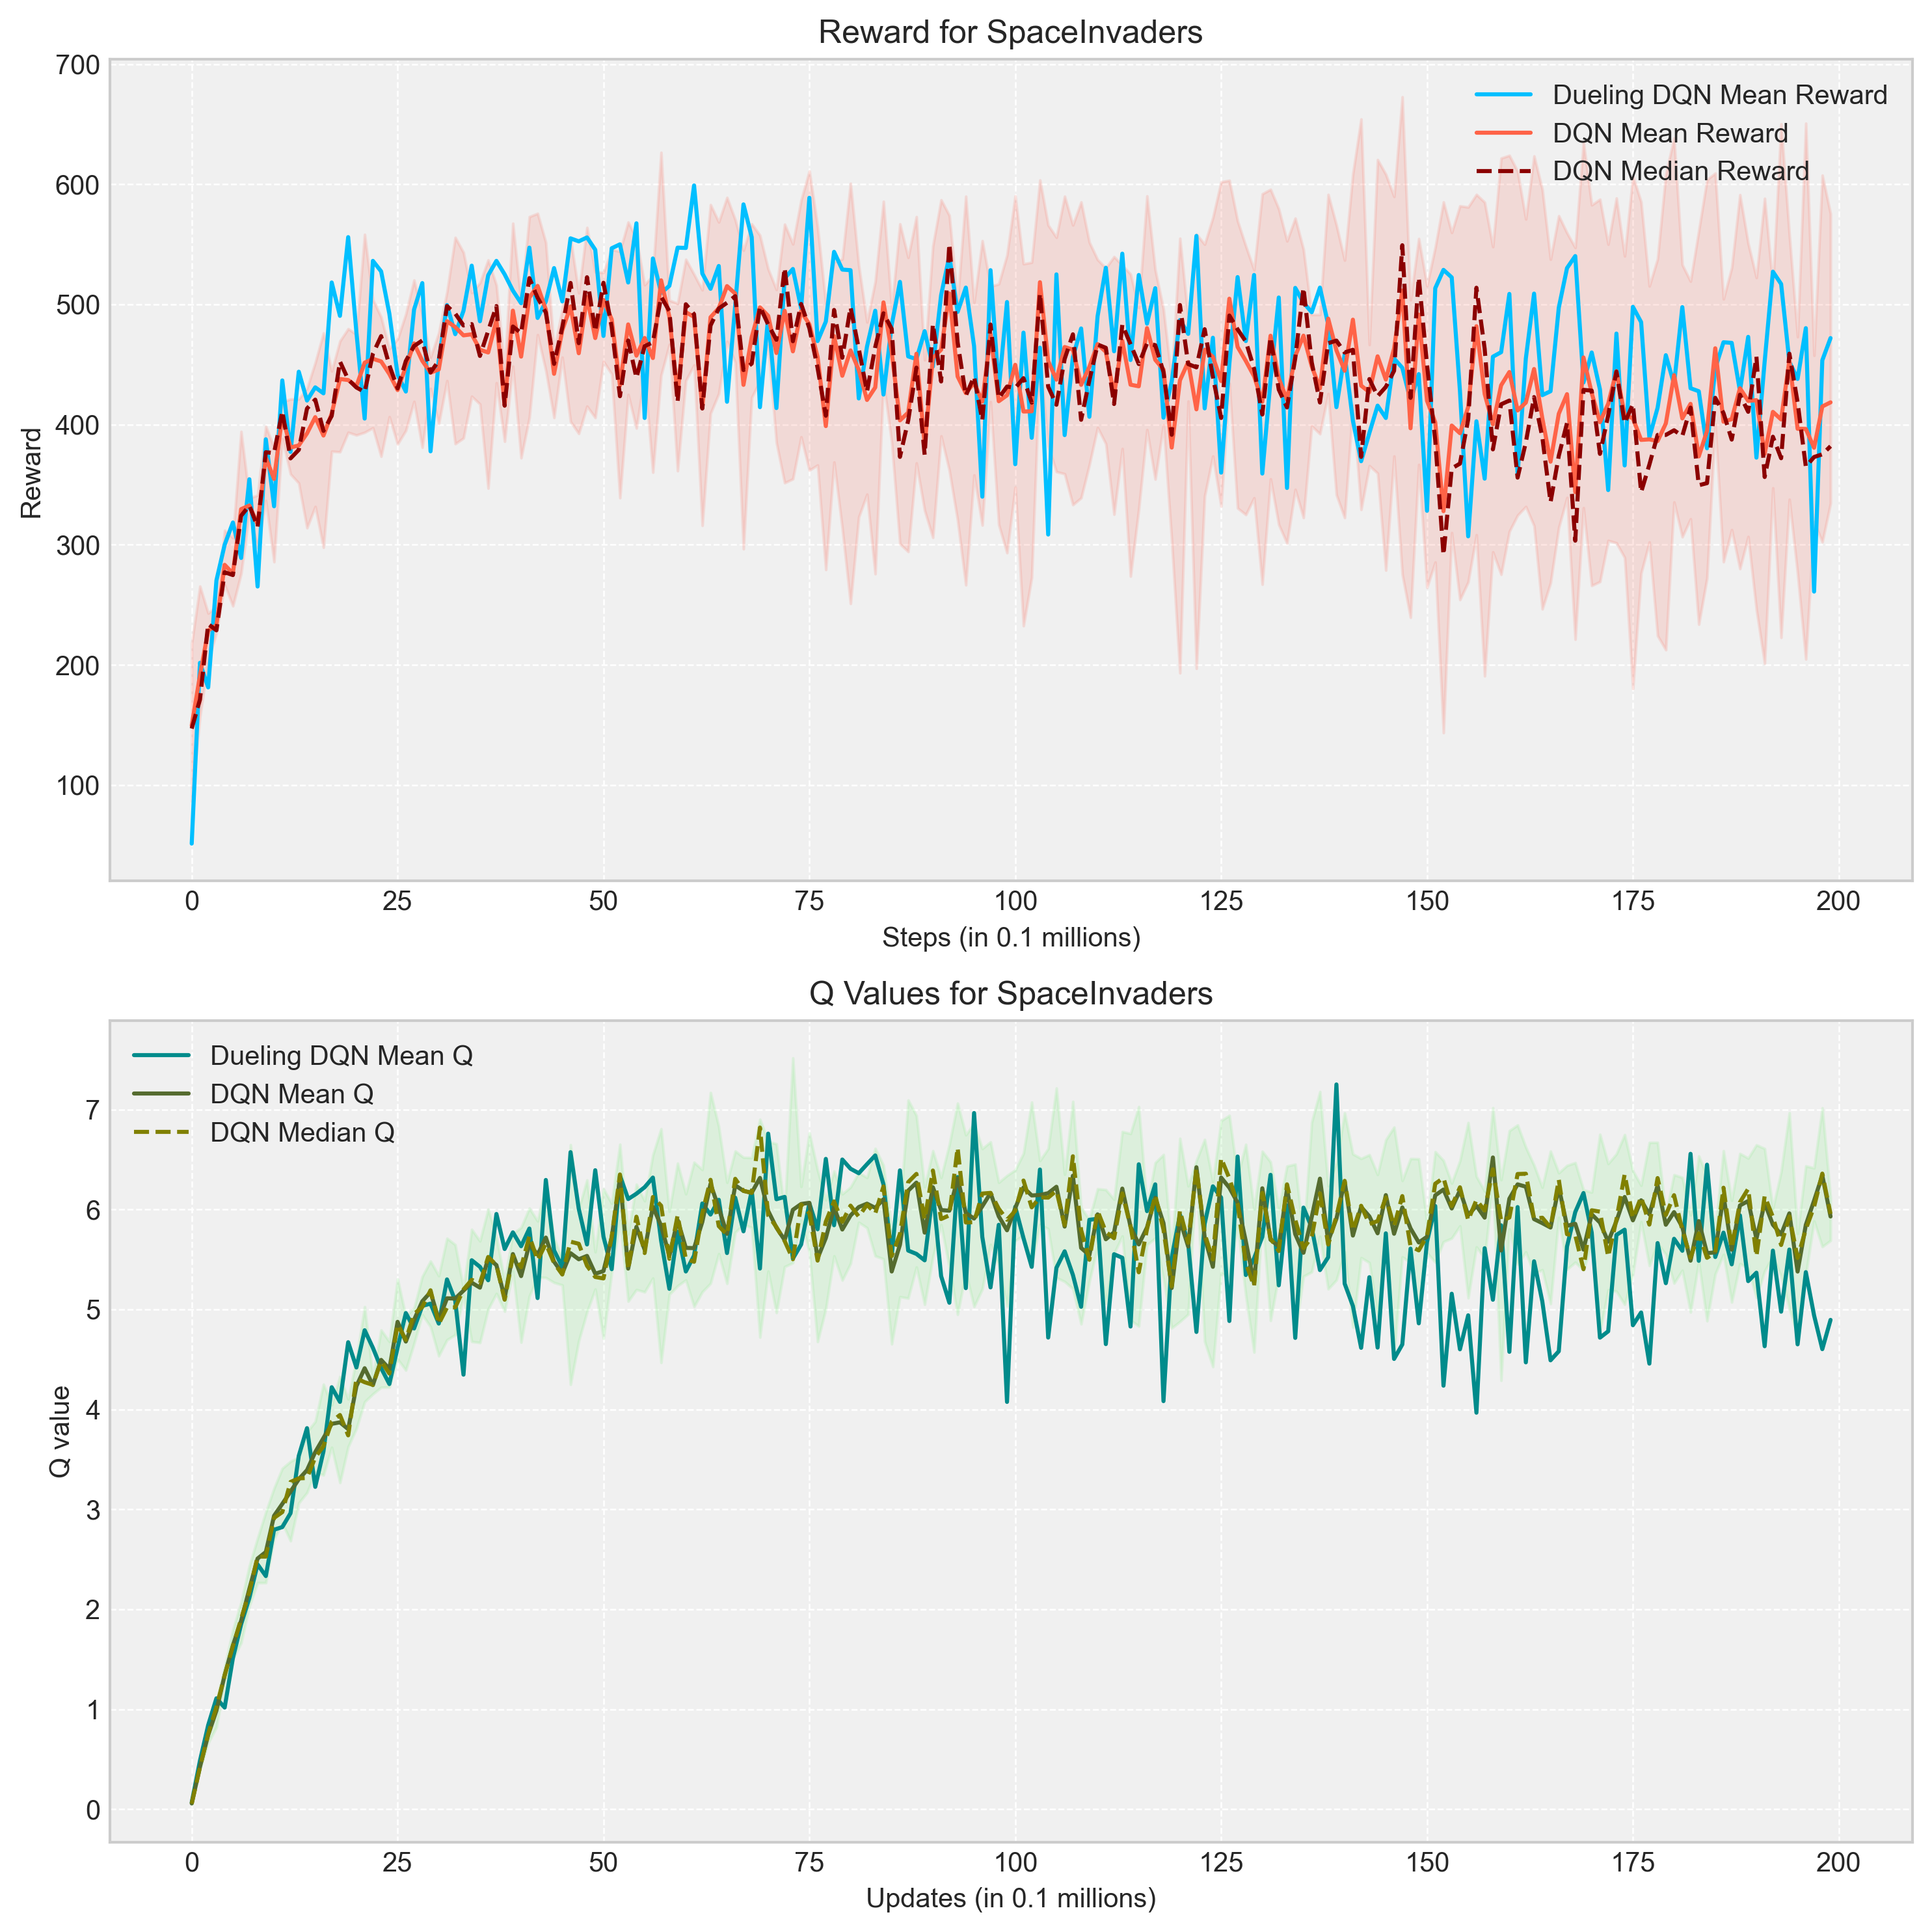 Reward for SpaceInvaders
700
600
500
400
300
200
100
Reward
Dueling DQN Mean Reward
DQN Mean Reward
DQN Median Reward
0 25 50 75 100 125 150 175 200
Steps (in 0.1 millions)
Q Values for SpaceInvaders
Dueling DQN Mean Q
DQN Mean Q
DQN Median Q
7
6
5
4
3
2
1
0
Q value
0 25 50 75 100 125 150 175 200
Updates (in 0.1 millions)